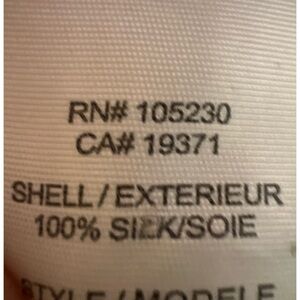 RN# 105230
CA# 19371
SHELL / EXTERIEUR
100% SILK/SOIE
STYLE / MODELE